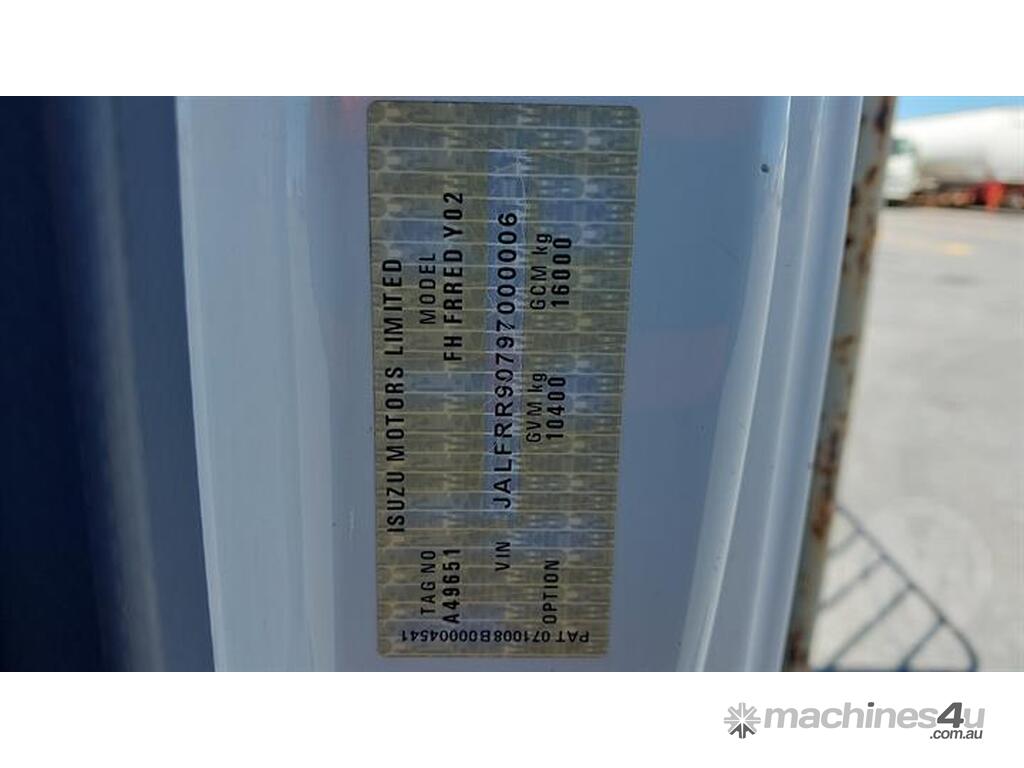 ISUZU MOTORS LIMITED
TAG NO MODEL
A49651 FH FRRED Y02
VIN JALFRR90797000006
GVM kg GCM kg
OPTION 10400 16000
PAT 071008B00004541
machines4u
.com.au